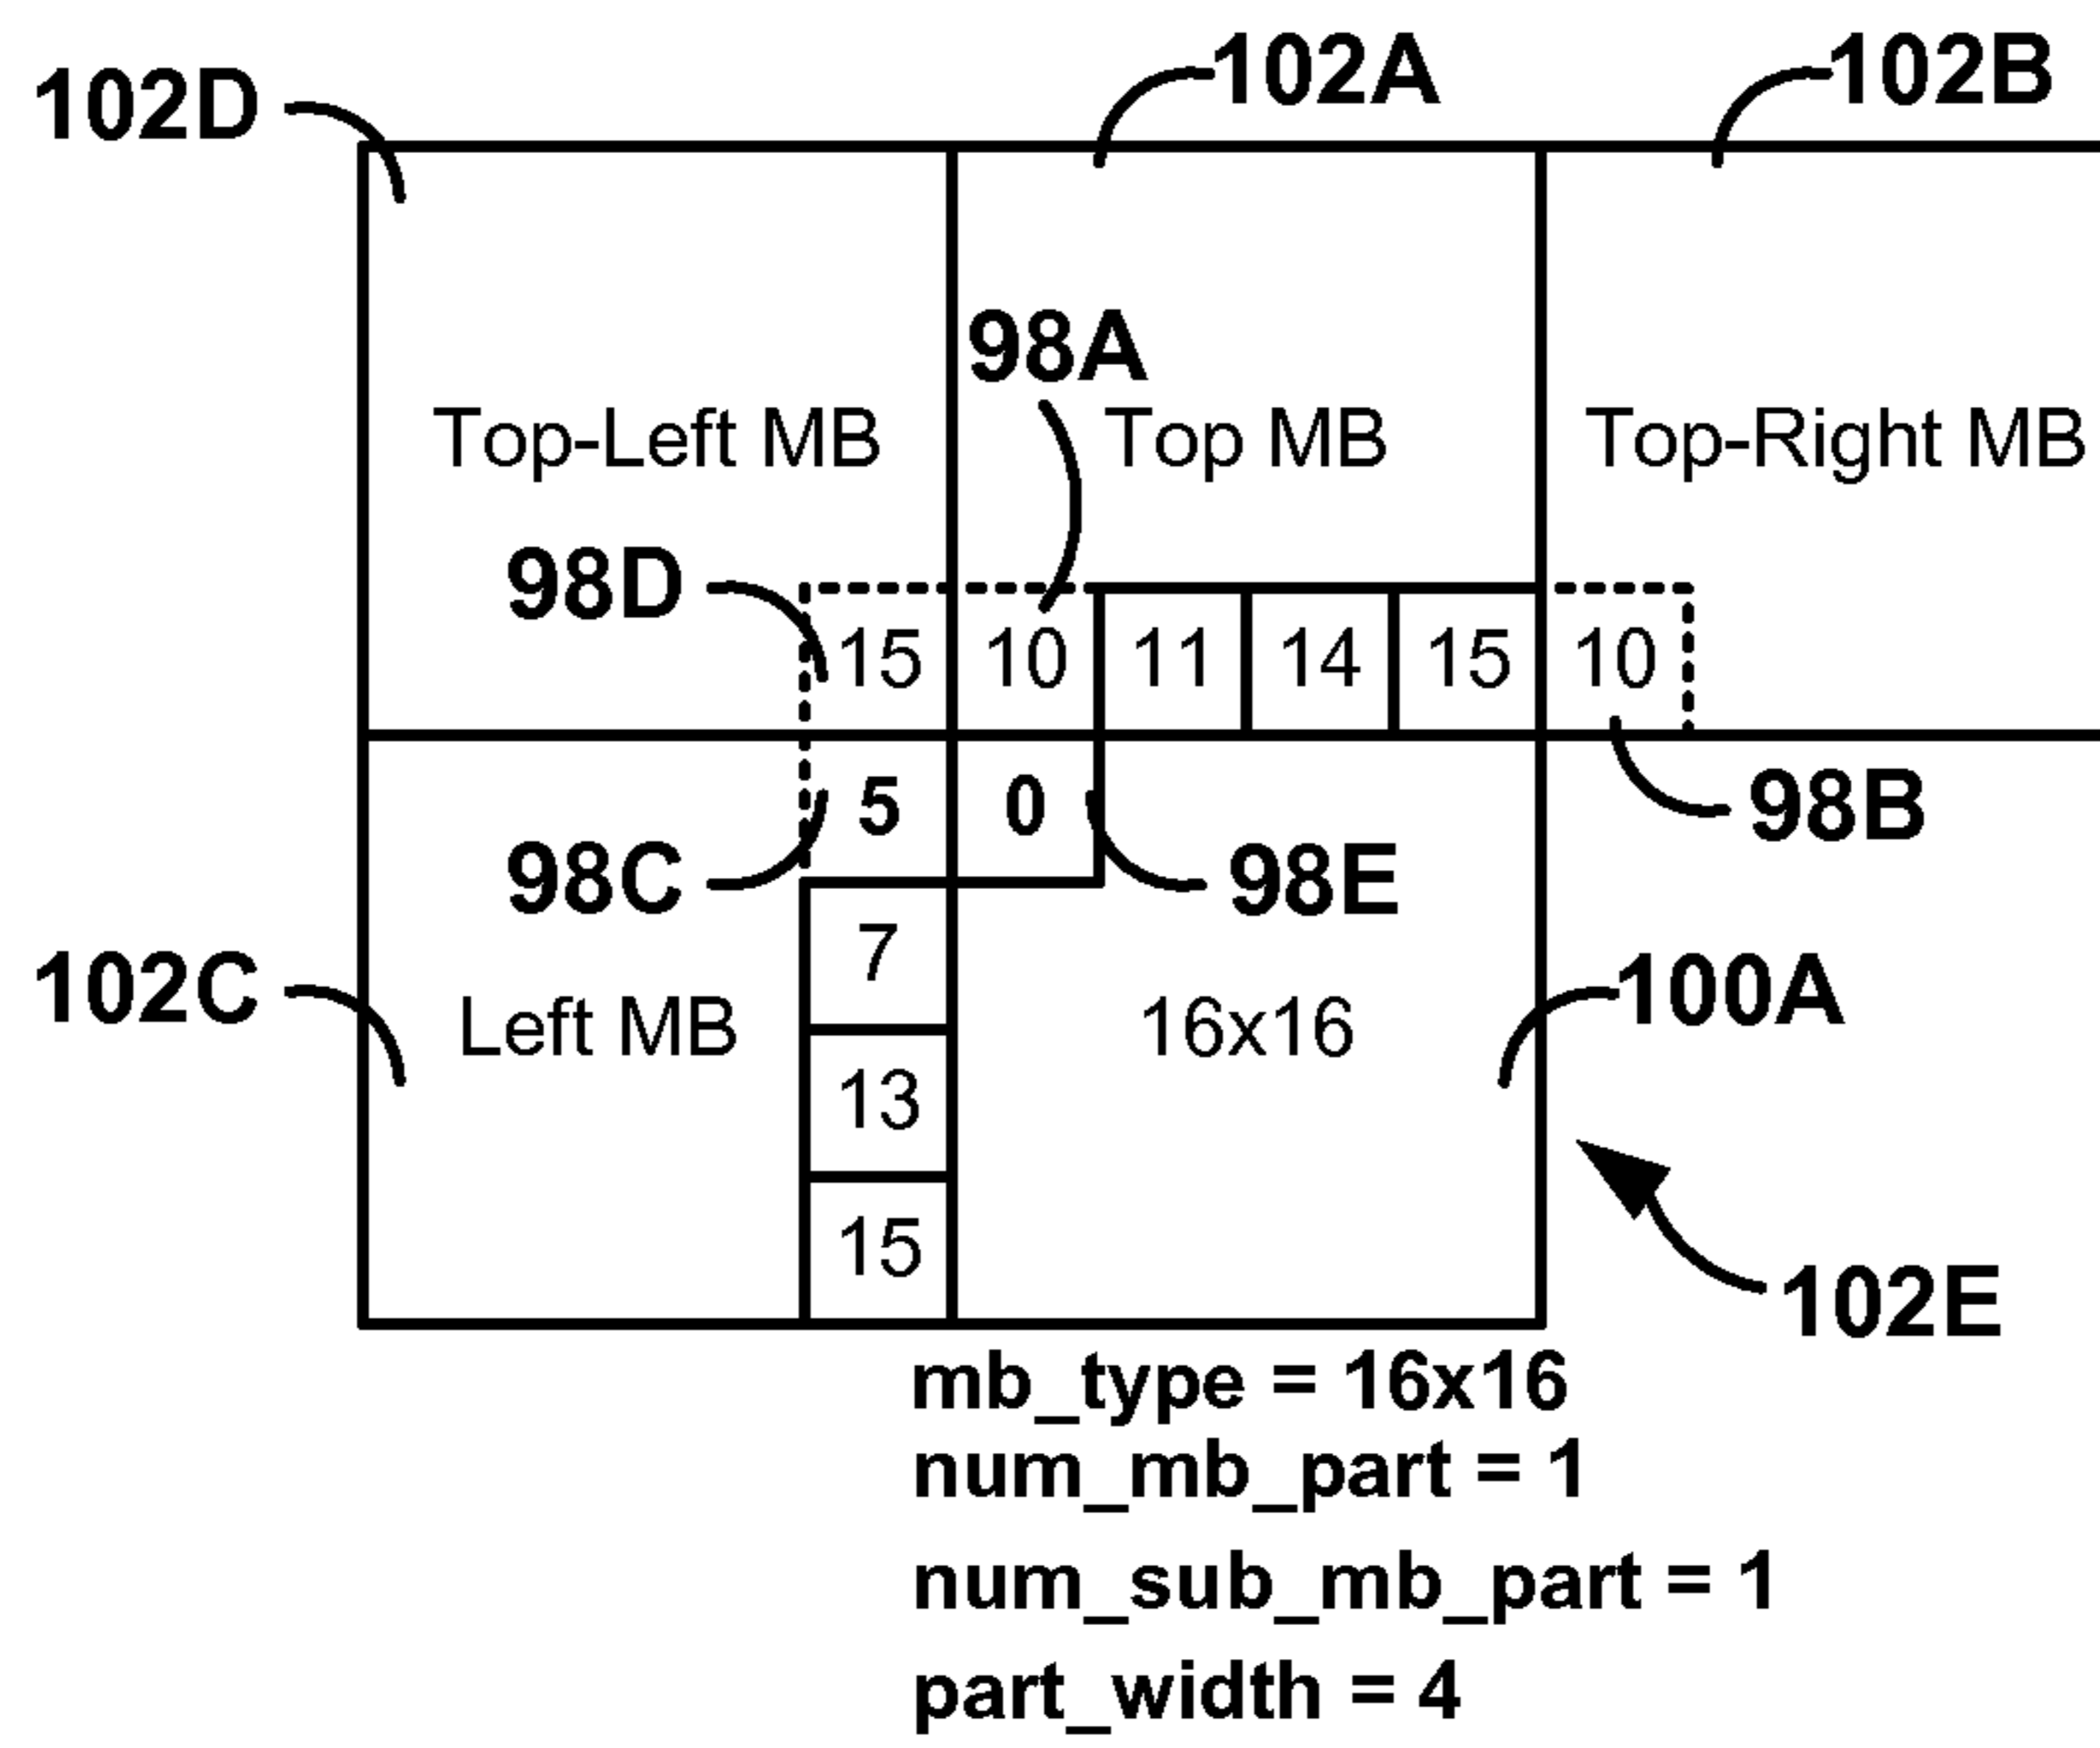 102D 102A 102B
98A
Top-Left MB Top MB Top-Right MB
98D
15 10 11 14 15 10
5 0 98B
98C 98E
7
102C 100A
Left MB 16x16
13
15
102E
mb_type = 16x16
num_mb_part = 1
num_sub_mb_part = 1
part_width = 4